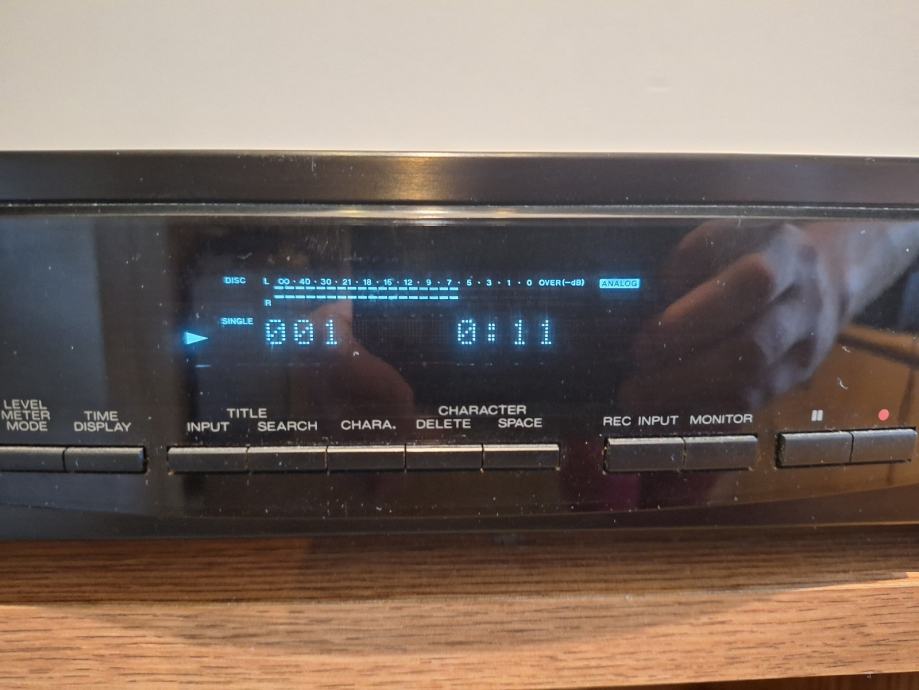 DISC L ∞ · 40 · 30 · 21 · 18 · 15 · 12 · 9 · 7 · 5 · 3 · 1 · 0 OVER(−dB) ANALOG
R
SINGLE 001 0:11
LEVEL METER MODE
TIME DISPLAY
TITLE
INPUT SEARCH CHARA.
CHARACTER
DELETE SPACE
REC INPUT MONITOR